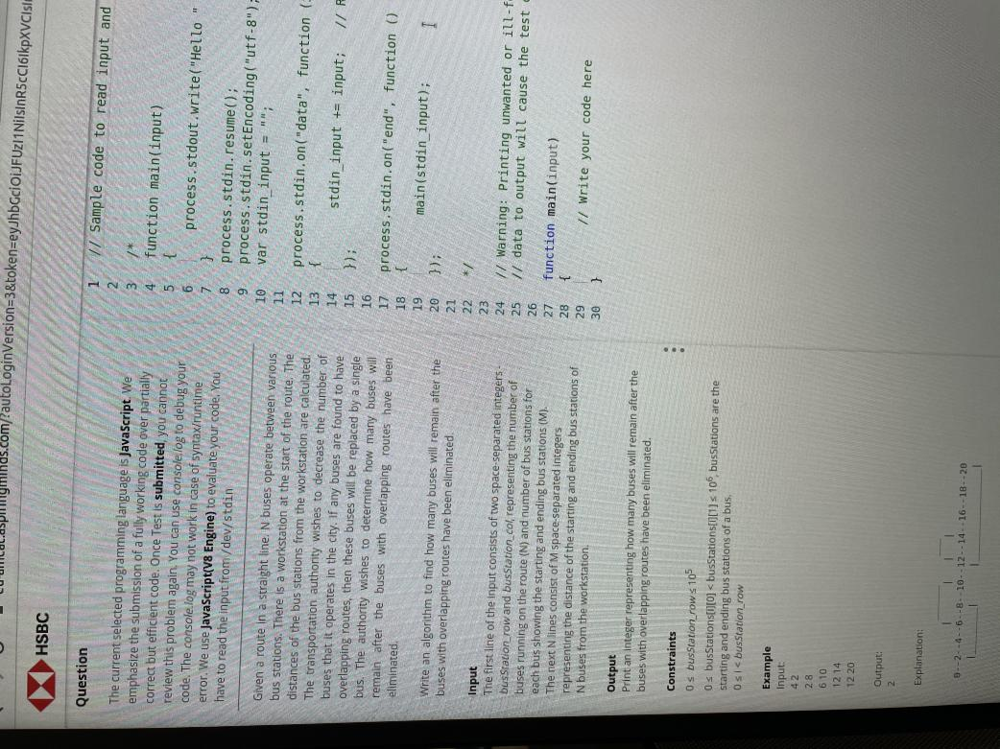 HSBC
Question
The current selected programming language is JavaScript. We
emphasize the submission of a fully working code over partially
correct but efficient code. Once Test is submitted, you cannot
review this problem again. You can use console.log to debug your
code. The console.log may not work in case of syntax/runtime
error. We use JavaScript(V8 Engine) to evaluate your code. You
have to read the input from /dev/stdin
Given a route in a straight line. N buses operate between various
bus stations. There is a workstation at the start of the route. The
distances of the bus stations from the workstation are calculated.
The transportation authority wishes to decrease the number of
buses that it operates in the city. If any buses are found to have
overlapping routes, then these buses will be replaced by a single
bus. The authority wishes to determine how many buses will
remain after the buses with overlapping routes have been
eliminated.
Write an algorithm to find how many buses will remain after the
buses with overlapping routes have been eliminated.
Input
The first line of the input consists of two space-separated integers -
busStation_row and busStation_col, representing the number of
buses running on the route (N) and number of bus stations for
each bus showing the starting and ending bus stations (M).
The next N lines consist of M space-separated integers
representing the distance of the starting and ending bus stations of
N buses from the workstation.
Output
Print an integer representing how many buses will remain after the
buses with overlapping routes have been eliminated.
Constraints
0 ≤ busStation_row ≤ 10⁵
0 ≤ busStations[i][0] < busStations[i][1] ≤ 10⁶, busStations are the
starting and ending bus stations of a bus.
0 ≤ i < busStation_row
Example
Input:
4 2
2 8
6 10
12 14
12 20
Output:
2
Explanation:
0--2--4--6--8--10--12--14--16--18--20
1 // Sample code to read input and
2
3 /*
4 function main(input)
5 {
6 process.stdout.write("Hello "
7 }
8 process.stdin.resume();
9 process.stdin.setEncoding("utf-8");
10 var stdin_input = "";
11
12 process.stdin.on("data", function (
13 {
14 stdin_input += input; // R
15 });
16
17 process.stdin.on("end", function ()
18 {
19 main(stdin_input);
20 });
21
22 */
23
24 // Warning: Printing unwanted or ill-f
25 // data to output will cause the test
26
27 function main(input)
28 {
29 // Write your code here
30 }